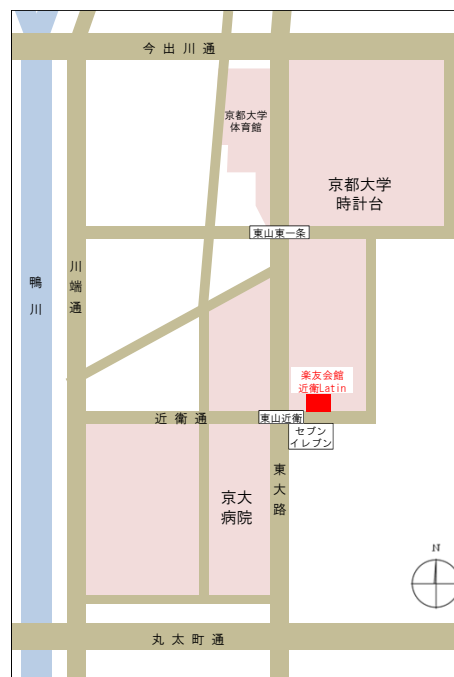 今出川通
京都大学
体育館
京都大学
時計台
東山東一条
川端通
鴨川
楽友会館
近衛Latin
近衛通
東山近衛
セブン
イレブン
東大路
京大
病院
N
丸太町通